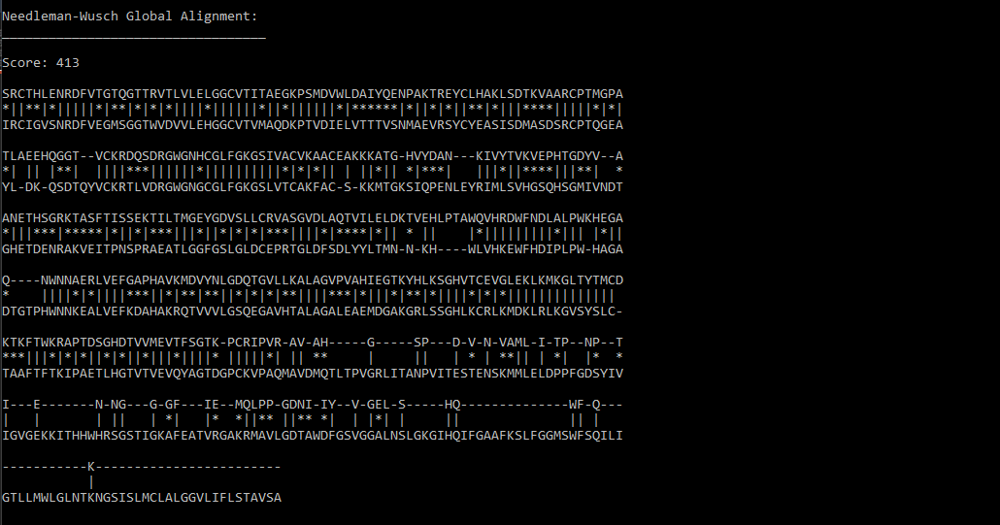 Needleman-Wusch Global Alignment:
__________________________________
Score: 413
SRCTHLENRDFVTGTQGTTRVTLVLELGGCVTITAEGKPSMDVWLDAIYQENPAKTREYCLHAKLSDTKVAARCPTMGPA
*||**|*|||||*|**|*|*|*||||*||||||*||*||||||*|******|*||*||**|*|||****|||||*|*|
IRCIGVSNRDFVEGMSGGTWVDVVLEHGGCVTVMAQDKPTVDIELVTTTVSNMAEVRSYCYEASISDMASDSRCPTQGEA
TLAEEHQGGT--VCKRDQSDRGWGNHCGLFGKGSIVACVKAACEAKKKATG-HVYDAN---KIVYTVKVEPHTGDYV--A
*| || |**|  ||||***||||||*||||||||||*|*|*||* | ||*| *|***|   |||*||****|||**|  *
YL-DK-QSDTQYVCKRTLVDRGWGNGCGLFGKGSLVTCAKFAC-S-KKMTGKSIQPENLEYRIMLSVHGSQHSGMIVNDT
ANETHSGRKTASFTISSEKTILTMGEYGDVSLLCRVASGVDLAQTVILELDKTVEHLPTAWQVHRDWFNDLALPWKHEGA
*|||***|*****|*||*|***|||*||*|*|*|***||||*|****|*|| * ||    |*|||||||||*||| |*||
GHETDENRAKVEITPNSPRAEATLGGFGSLGLDCEPRTGLDFSDLYYLTMN-N-KH----WLVHKEWFHDIPLPW-HAGA
Q----NWNNAERLVEFGAPHAVKMDVYNLGDQTGVLLKALAGVPVAHIEGTKYHLKSGHVTCEVGLEKLKMKGLTYTMCD
*    ||||*|*||||***||*|**|**||*|*|*|**||||***|*|*||*|*||||*|*|*||||||||||||||
DTGTPHWNNKEALVEFKDAHAKRQTVVVLGSQEGAVHTALAGALEAEMDGAKGRLSSGHLKCRLKMDKLRLKGVSYSLC-
KTKFTWKRAPTDSGHDTVVMEVTFSGTK-PCRIPVR-AV-AH-----G-----SP---D-V-N-VAML-I-TP--NP--T
***|||*|*||*||*|*||||*|* |||||*| || **     |     ||   | * | **|| | *|  |*  *
TAAFTFTKIPAETLHGTVTVEVQYAGTDGPCKVPAQMAVDMQTLTPVGRLITANPVITESTENSKMMLELDPPFGDSYIV
I---E-------N-NG---G-GF---IE--MQLPP-GDNI-IY--V-GEL-S-----HQ--------------WF-Q---
|   |       | ||   | *|   |*  *||** ||** *|  | |*| |     ||              || |
IGVGEKKITHHWHRSGSTIGKAFEATVRGAKRMAVLGDTAWDFGSVGGALNSLGKGIHQIFGAAFKSLFGGMSWFSQILI
-----------K------------------------
           |
GTLLMWLGLNTKNGSISLMCLALGGVLIFLSTAVSA